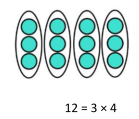 12 = 3 × 4